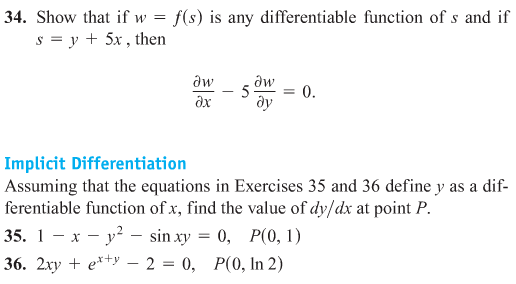 34. Show that if w = f(s) is any differentiable function of s and if
s = y + 5x , then
∂w/∂x − 5 ∂w/∂y = 0.
Implicit Differentiation
Assuming that the equations in Exercises 35 and 36 define y as a dif-
ferentiable function of x, find the value of dy/dx at point P.
35. 1 − x − y² − sin xy = 0, P(0, 1)
36. 2xy + eˣ⁺ʸ − 2 = 0, P(0, ln 2)